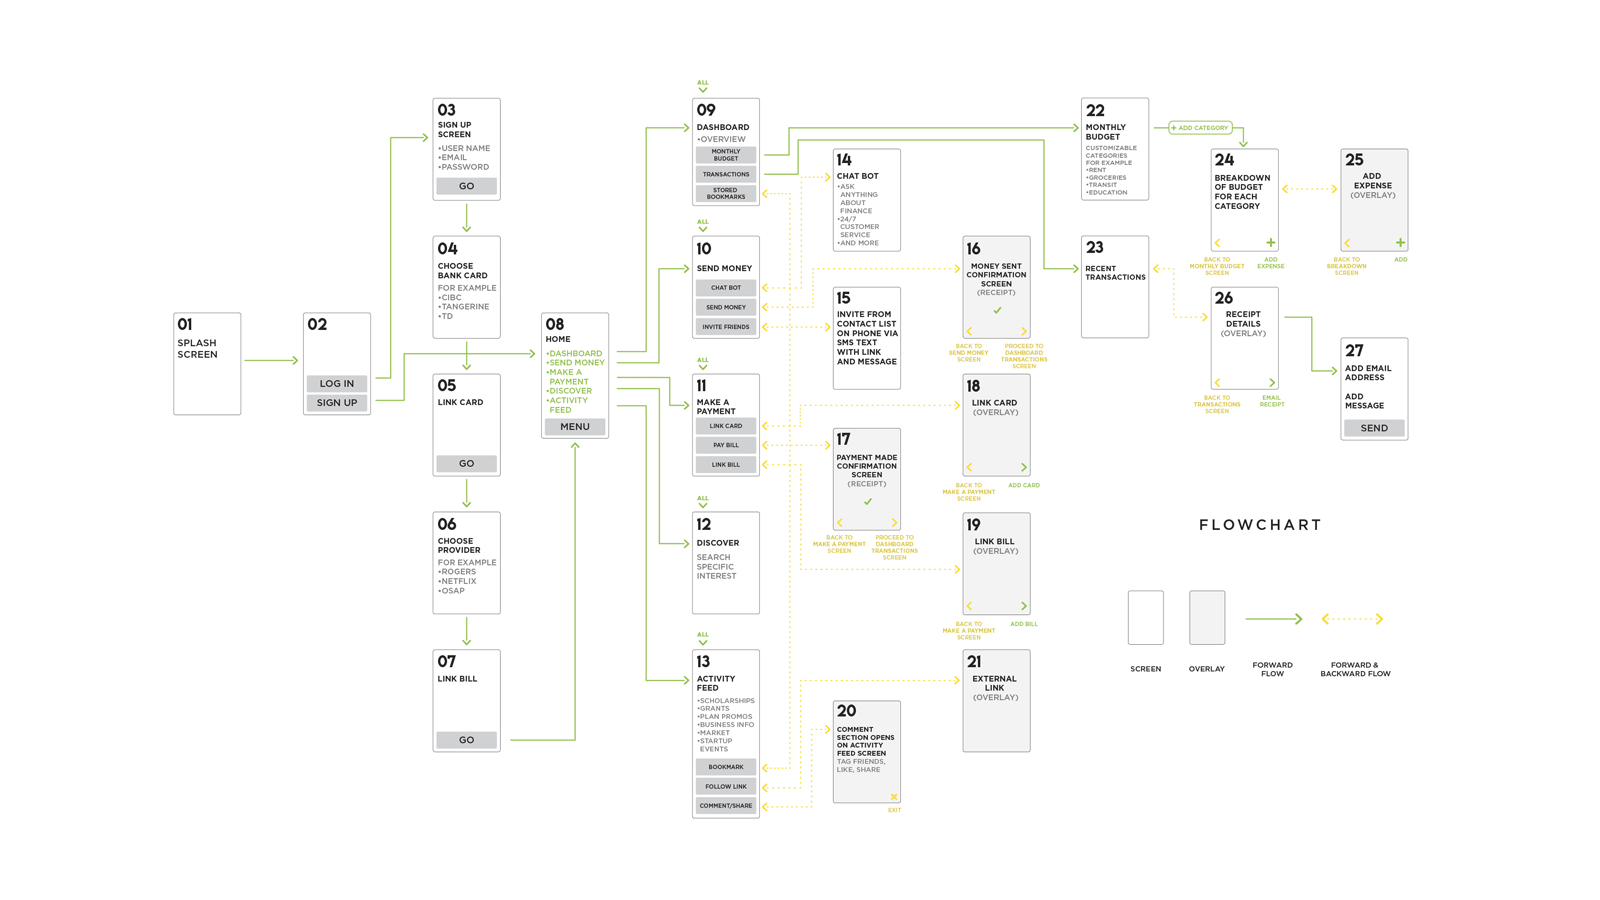 01
SPLASH
SCREEN
02
LOG IN
SIGN UP
03
SIGN UP
SCREEN
•USER NAME
•EMAIL
•PASSWORD
GO
04
CHOOSE
BANK CARD
FOR EXAMPLE
•CIBC
•TANGERINE
•TD
05
LINK CARD
GO
06
CHOOSE
PROVIDER
FOR EXAMPLE
•ROGERS
•NETFLIX
•OSAP
07
LINK BILL
GO
08
HOME
•DASHBOARD
•SEND MONEY
•MAKE A
PAYMENT
•DISCOVER
•ACTIVITY
FEED
MENU
ALL
09
DASHBOARD
•OVERVIEW
MONTHLY
BUDGET
TRANSACTIONS
STORED
BOOKMARKS
ALL
10
SEND MONEY
CHAT BOT
SEND MONEY
INVITE FRIENDS
ALL
11
MAKE A
PAYMENT
LINK CARD
PAY BILL
LINK BILL
ALL
12
DISCOVER
SEARCH
SPECIFIC
INTEREST
ALL
13
ACTIVITY
FEED
•SCHOLARSHIPS
•GRANTS
•PLAN PROMOS
•BUSINESS INFO
•MARKET
•STARTUP
EVENTS
BOOKMARK
FOLLOW LINK
COMMENT/SHARE
14
CHAT BOT
•ASK
ANYTHING
ABOUT
FINANCE
•24/7
CUSTOMER
SERVICE
•AND MORE
15
INVITE FROM
CONTACT LIST
ON PHONE VIA
SMS TEXT
WITH LINK
AND MESSAGE
16
MONEY SENT
CONFIRMATION
SCREEN
(RECEIPT)
BACK TO
SEND MONEY
SCREEN
PROCEED TO
DASHBOARD
TRANSACTIONS
SCREEN
17
PAYMENT MADE
CONFIRMATION
SCREEN
(RECEIPT)
BACK TO
MAKE A PAYMENT
SCREEN
PROCEED TO
DASHBOARD
TRANSACTIONS
SCREEN
18
LINK CARD
(OVERLAY)
BACK TO
MAKE A PAYMENT
SCREEN
ADD CARD
19
LINK BILL
(OVERLAY)
BACK TO
MAKE A PAYMENT
SCREEN
ADD BILL
20
COMMENT
SECTION OPENS
ON ACTIVITY
FEED SCREEN
TAG FRIENDS,
LIKE, SHARE
EXIT
21
EXTERNAL
LINK
(OVERLAY)
22
MONTHLY
BUDGET
CUSTOMIZABLE
CATEGORIES
FOR EXAMPLE
•RENT
•GROCERIES
•TRANSIT
•EDUCATION
+ ADD CATEGORY
23
RECENT
TRANSACTIONS
24
BREAKDOWN
OF BUDGET
FOR EACH
CATEGORY
BACK TO
MONTHLY BUDGET
SCREEN
ADD
EXPENSE
25
ADD
EXPENSE
(OVERLAY)
BACK TO
BREAKDOWN
SCREEN
ADD
26
RECEIPT
DETAILS
(OVERLAY)
BACK TO
TRANSACTIONS
SCREEN
EMAIL
RECEIPT
27
ADD EMAIL
ADDRESS
ADD
MESSAGE
SEND
FLOWCHART
SCREEN
OVERLAY
FORWARD
FLOW
FORWARD &
BACKWARD FLOW